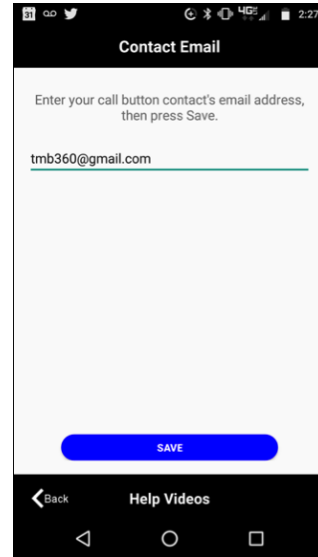 31 4G 2:27
Contact Email
Enter your call button contact's email address,
then press Save.
tmb360@gmail.com
SAVE
Back Help Videos